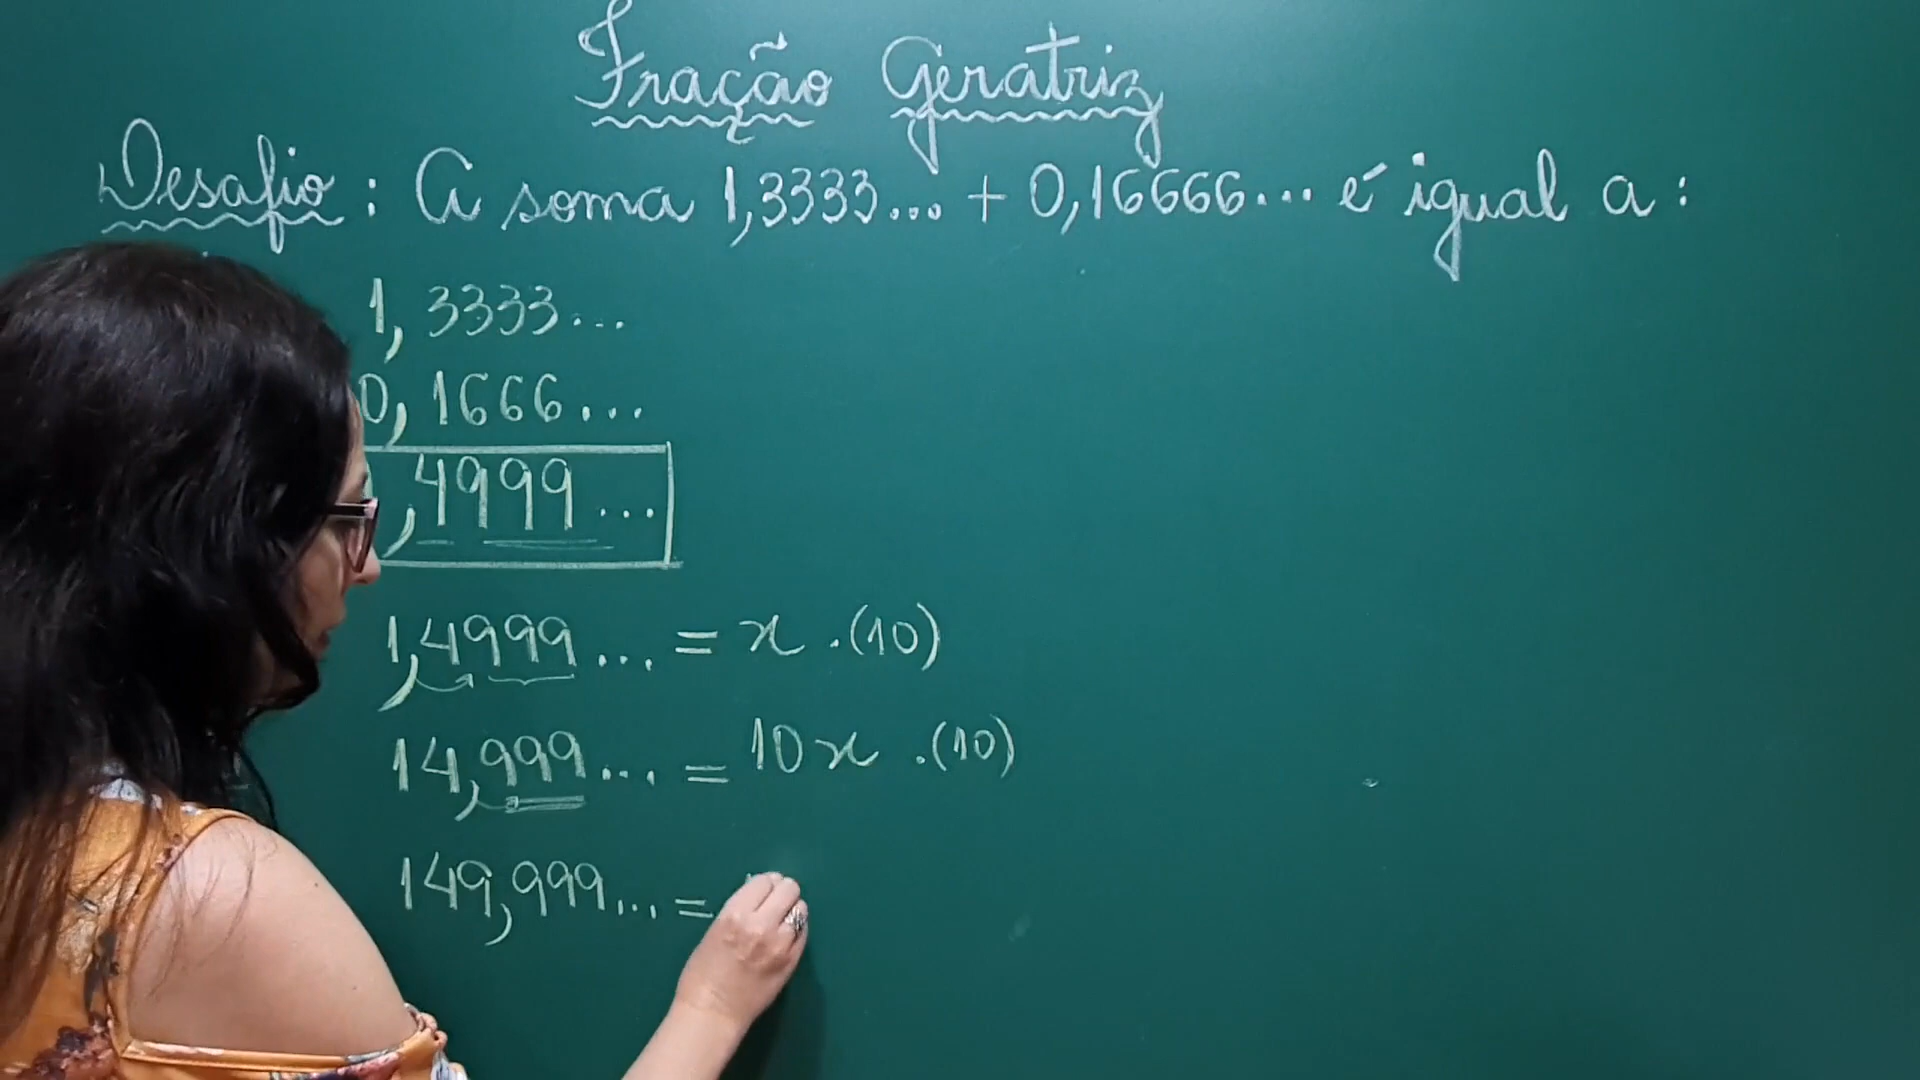 Fração Geratriz
Desafio: A soma 1,3333... + 0,16666... é igual a:
1,3333...
0,1666...
,4999...
1,4999... = x .(10)
14,999... = 10x .(10)
149,999... =